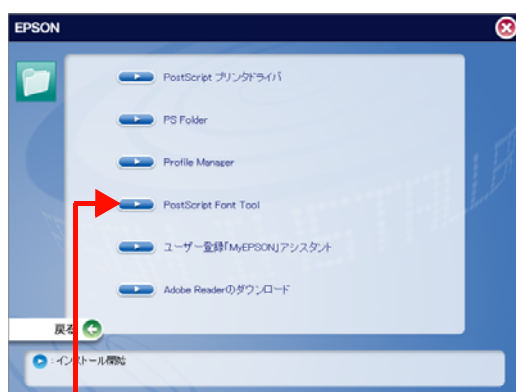 EPSON
PostScript プリンタドライバ
PS Folder
Profile Manager
PostScript Font Tool
ユーザー登録「MyEPSON」アシスタント
Adobe Readerのダウンロード
戻る
：インストール開始